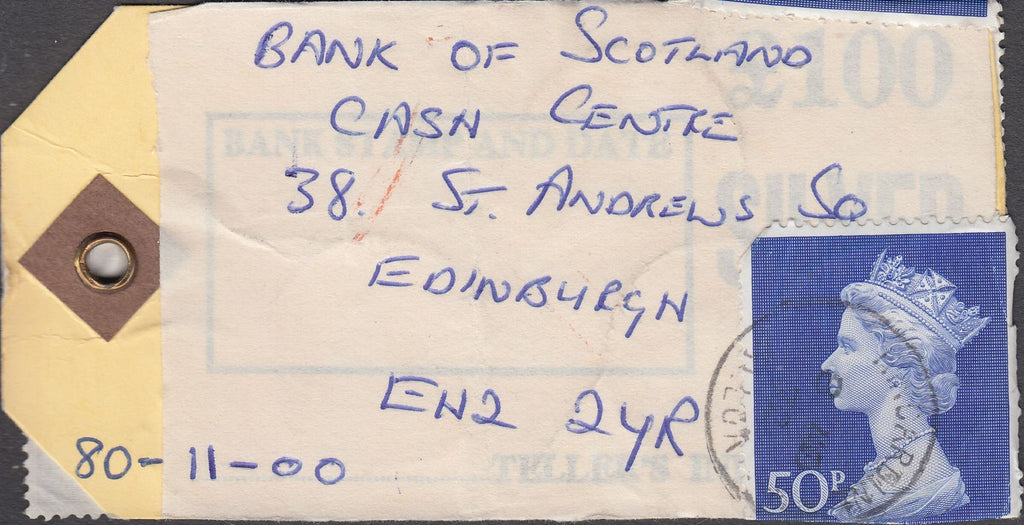 BANK OF SCOTLAND
£100
CASH CENTRE
BANK STAMP AND DATE
38. ST. ANDREWS SQ
SILVER
EDINBURGH
EH2 2YR
80-11-00
TELLER'S
50P